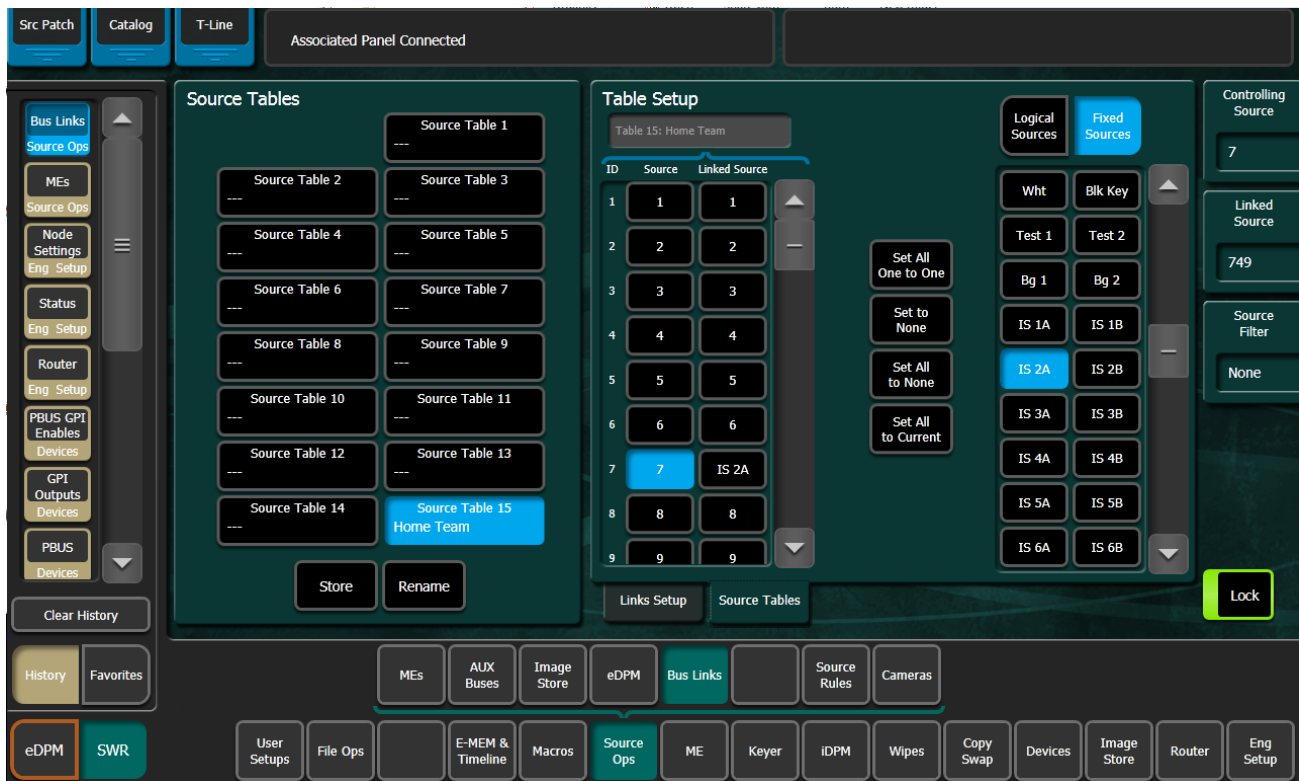 Src Patch
Catalog
T-Line
Associated Panel Connected
Bus Links
Source Ops
MEs
Source Ops
Node
Settings
Eng Setup
Status
Eng Setup
Router
Eng Setup
PBUS GPI
Enables
Devices
GPI
Outputs
Devices
PBUS
Devices
Clear History
History
Favorites
eDPM
SWR
Source Tables
Source Table 1
---
Source Table 2
---
Source Table 3
---
Source Table 4
---
Source Table 5
---
Source Table 6
---
Source Table 7
---
Source Table 8
---
Source Table 9
---
Source Table 10
---
Source Table 11
---
Source Table 12
---
Source Table 13
---
Source Table 14
---
Source Table 15
Home Team
Store
Rename
Table Setup
Table 15: Home Team
ID Source Linked Source
1 1 1
2 2 2
3 3 3
4 4 4
5 5 5
6 6 6
7 7 IS 2A
8 8 8
9 9 9
Set All
One to One
Set to
None
Set All
to None
Set All
to Current
Logical
Sources
Fixed
Sources
Wht Blk Key
Test 1 Test 2
Bg 1 Bg 2
IS 1A IS 1B
IS 2A IS 2B
IS 3A IS 3B
IS 4A IS 4B
IS 5A IS 5B
IS 6A IS 6B
Links Setup
Source Tables
Controlling
Source
7
Linked
Source
749
Source
Filter
None
Lock
MEs
AUX
Buses
Image
Store
eDPM
Bus Links
Source
Rules
Cameras
User
Setups
File Ops
E-MEM &
Timeline
Macros
Source
Ops
ME
Keyer
iDPM
Wipes
Copy
Swap
Devices
Image
Store
Router
Eng
Setup